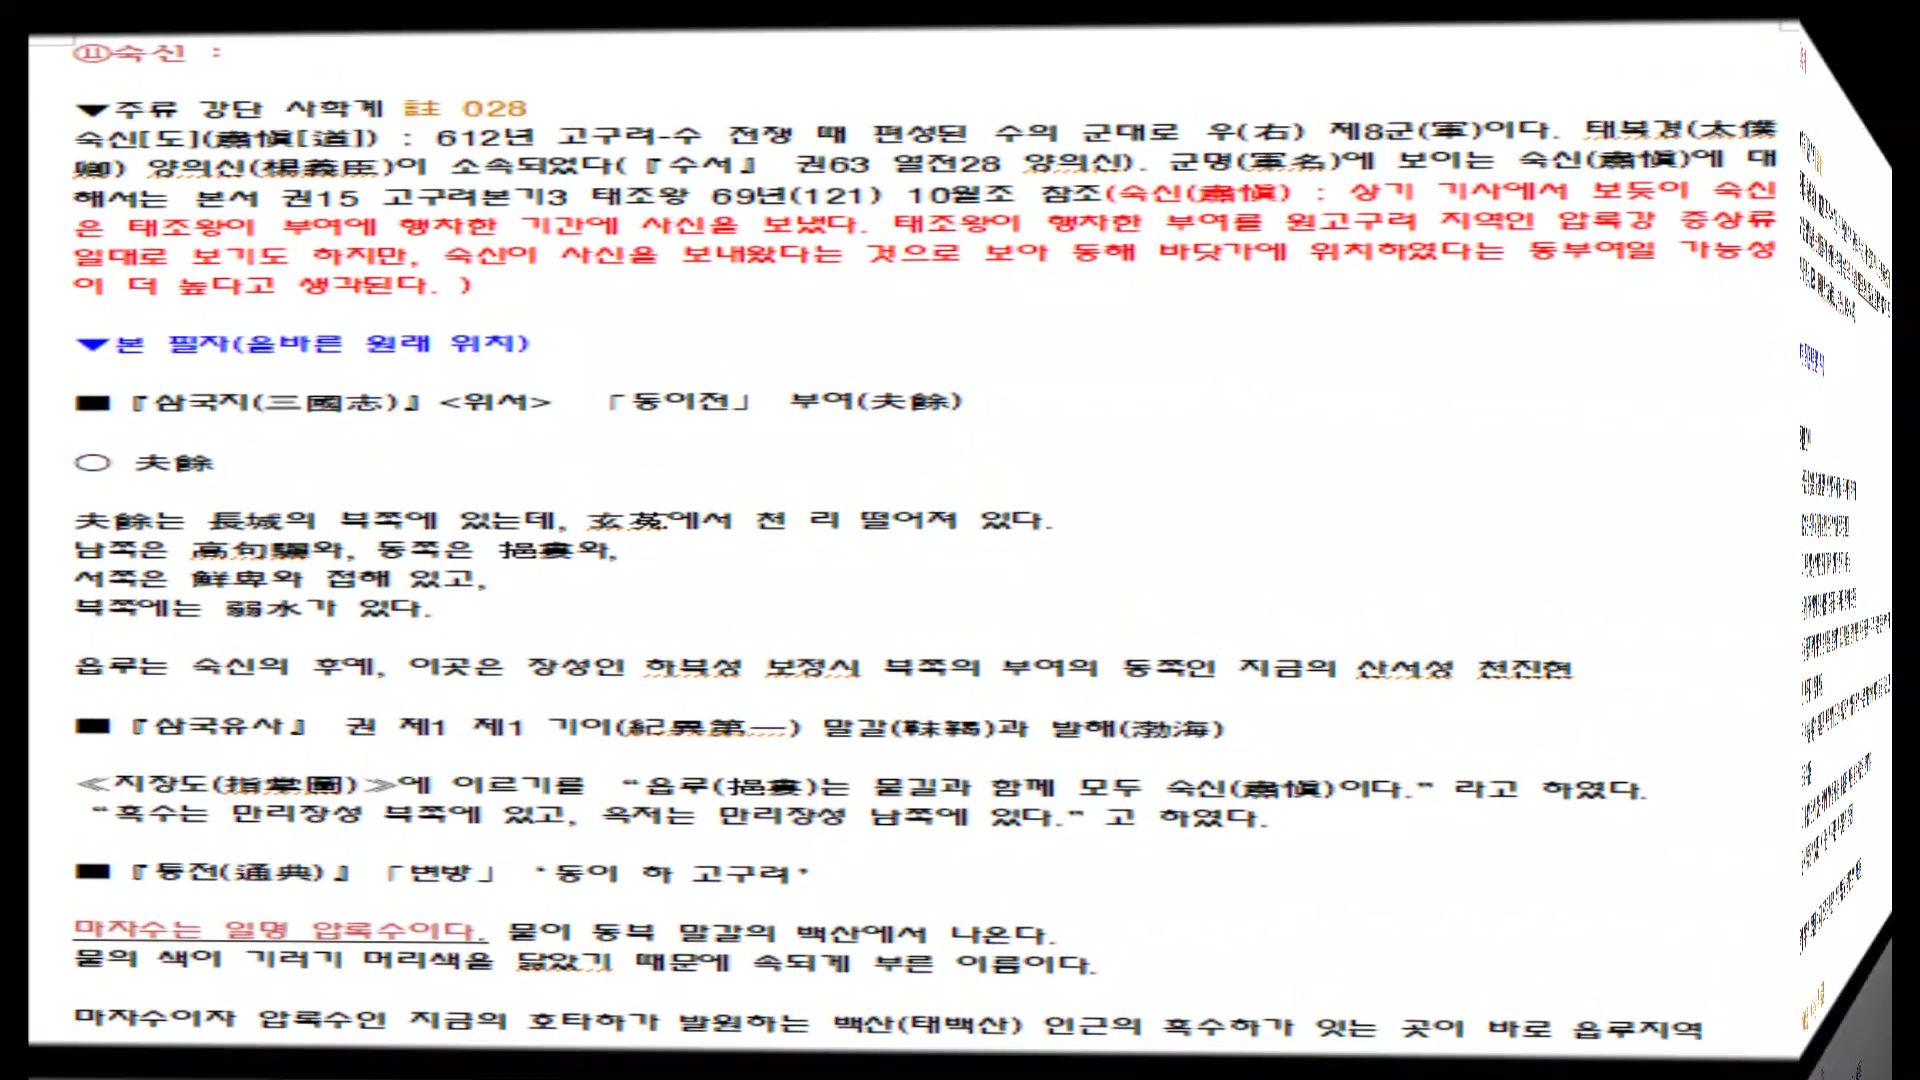 ⑪숙신 :
▼주류 강단 사학계 註 028
숙신[도](肅愼[道]) : 612년 고구려-수 전쟁 때 편성된 수의 군대로 우(右) 제8군(軍)이다. 태복경(太僕
卿) 양의신(楊義臣)이 소속되었다(『수서』 권63 열전28 양의신). 군명(軍名)에 보이는 숙신(肅愼)에 대
해서는 본서 권15 고구려본기3 태조왕 69년(121) 10월조 참조(숙신(肅愼) : 상기 기사에서 보듯이 숙신
은 태조왕이 부여에 행차한 기간에 사신을 보냈다. 태조왕이 행차한 부여를 원고구려 지역인 압록강 중상류
일대로 보기도 하지만, 숙신이 사신을 보내왔다는 것으로 보아 동해 바닷가에 위치하였다는 동부여일 가능성
이 더 높다고 생각된다. )
▼본 필자(올바른 원래 위치)
■ 『삼국지(三國志)』<위서> 「동이전」 부여(夫餘)
○ 夫餘
夫餘는 長城의 북쪽에 있는데, 玄菟에서 천 리 떨어져 있다.
남쪽은 高句驪와, 동쪽은 挹婁와,
서쪽은 鮮卑와 접해 있고,
북쪽에는 弱水가 있다.
읍루는 숙신의 후예, 이곳은 장성인 하북성 보정시 북쪽의 부여의 동쪽인 지금의 산서성 천진현
■ 『삼국유사』 권 제1 제1 기이(紀異第一) 말갈(靺鞨)과 발해(渤海)
≪지장도(指掌圖)≫에 이르기를 “읍루(挹婁)는 물길과 함께 모두 숙신(肅愼)이다.” 라고 하였다.
“흑수는 만리장성 북쪽에 있고, 옥저는 만리장성 남쪽에 있다.” 고 하였다.
■ 『통전(通典)』 「변방」 ‘동이 하 고구려’
마자수는 일명 압록수이다. 물이 동북 말갈의 백산에서 나온다.
물의 색이 기러기 머리색을 닮았기 때문에 속되게 부른 이름이다.
마자수이자 압록수인 지금의 호타하가 발원하는 백산(태백산) 인근의 흑수하가 잇는 곳이 바로 읍루지역